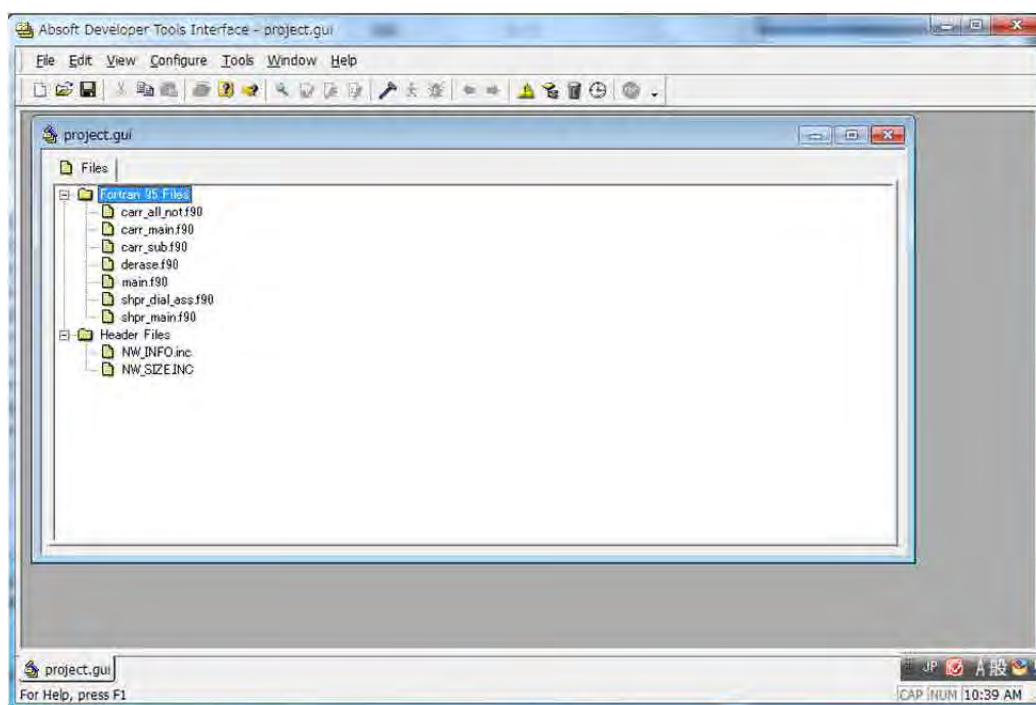 Absoft Developer Tools Interface - project.gui
File Edit View Configure Tools Window Help
project.gui
Files
Fortran 95 Files
carr_all_not.f90
carr_main.f90
carr_sub.f90
derase.f90
main.f90
shpr_dial_ass.f90
shpr_main.f90
Header Files
NW_INFO.inc
NW_SIZE.INC
project.gui
JP A 般
For Help, press F1
CAP NUM 10:39 AM